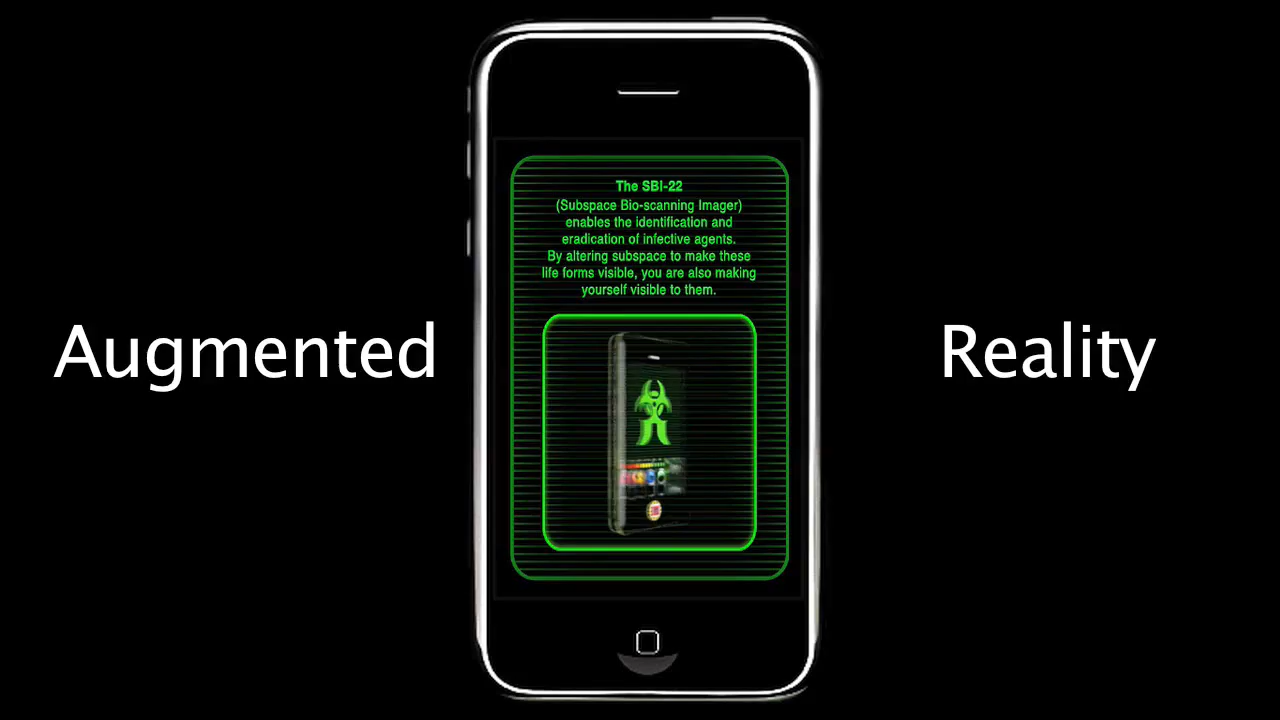 Augmented
The SBI-22
(Subspace Bio-scanning Imager)
enables the identification and
eradication of infective agents.
By altering subspace to make these
life forms visible, you are also making
yourself visible to them.
Reality